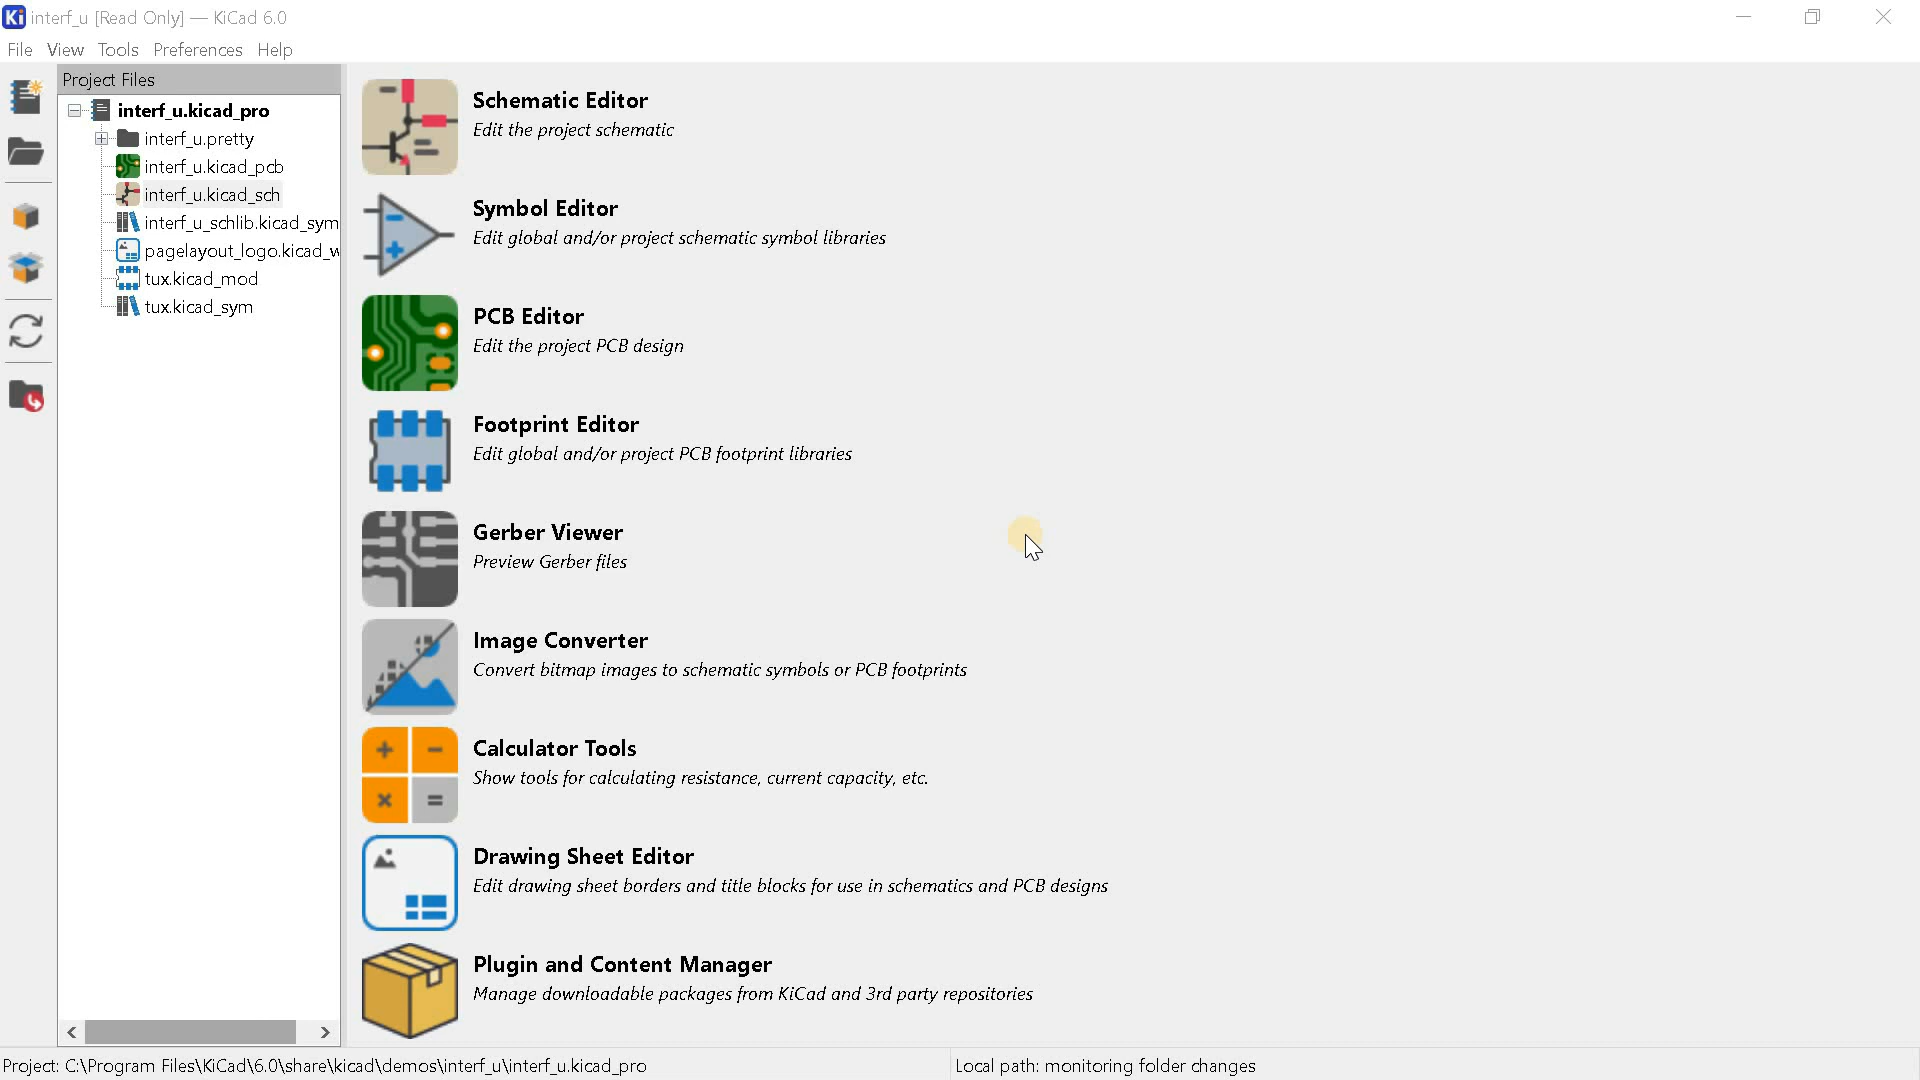 interf_u [Read Only] — KiCad 6.0
File View Tools Preferences Help
Project Files
interf_u.kicad_pro
interf_u.pretty
interf_u.kicad_pcb
interf_u.kicad_sch
interf_u_schlib.kicad_sym
pagelayout_logo.kicad_w
tux.kicad_mod
tux.kicad_sym
Schematic Editor
Edit the project schematic
Symbol Editor
Edit global and/or project schematic symbol libraries
PCB Editor
Edit the project PCB design
Footprint Editor
Edit global and/or project PCB footprint libraries
Gerber Viewer
Preview Gerber files
Image Converter
Convert bitmap images to schematic symbols or PCB footprints
Calculator Tools
Show tools for calculating resistance, current capacity, etc.
Drawing Sheet Editor
Edit drawing sheet borders and title blocks for use in schematics and PCB designs
Plugin and Content Manager
Manage downloadable packages from KiCad and 3rd party repositories
Project: C:\Program Files\KiCad\6.0\share\kicad\demos\interf_u\interf_u.kicad_pro
Local path: monitoring folder changes